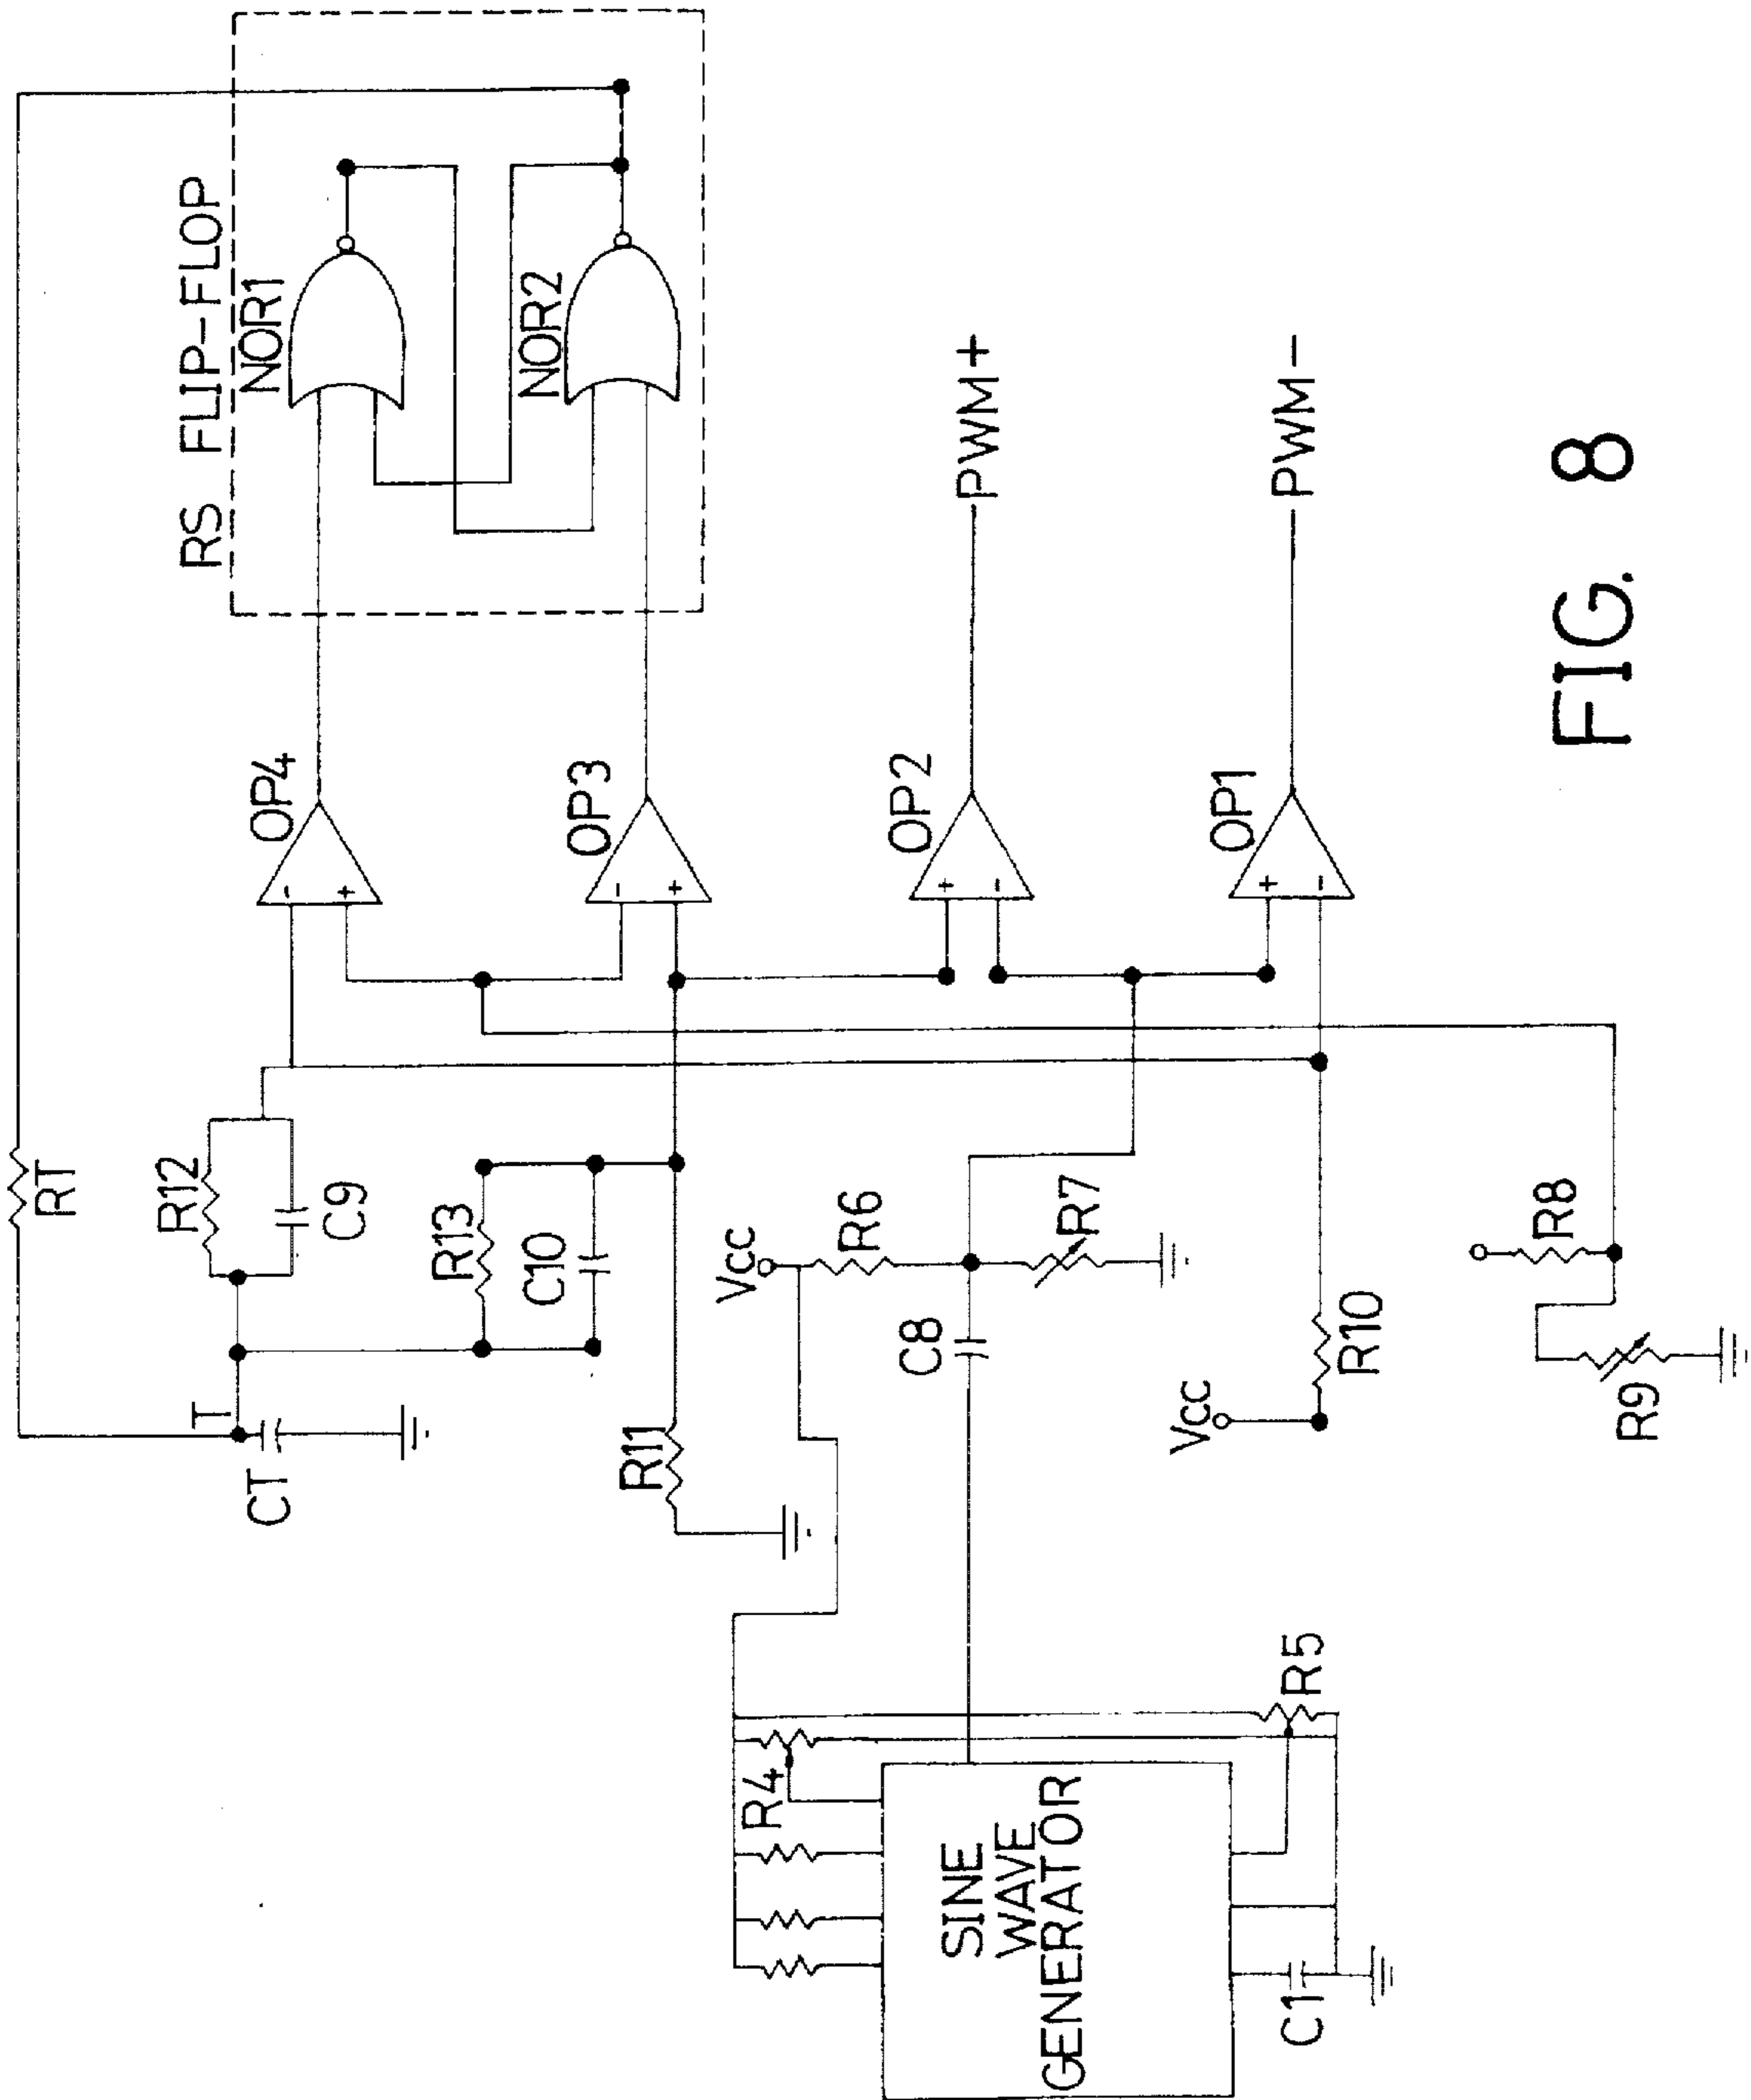 RS FLIP-FLOP
NOR1
NOR2
RT
R12
C9
OP4
T
CT
R13
C10
OP3
R11
Vcc
R6
R7
C8
OP2
PWM+
OP1
PWM-
Vcc
R10
R8
R9
R4
R5
SINE
WAVE
GENERATOR
C1
- +
- +
+ -
+ -
FIG. 8